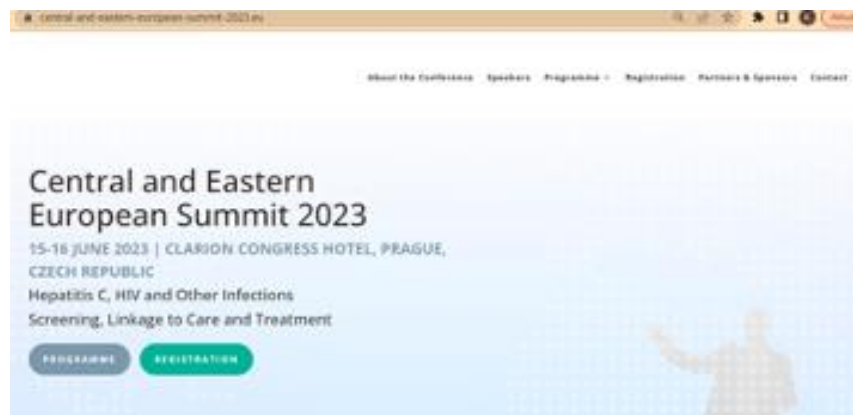 central-and-eastern-european-summit-2023.eu
About the Conference Speakers Programme Registration Partners & Sponsors Contact
Central and Eastern
European Summit 2023
15-16 JUNE 2023 | CLARION CONGRESS HOTEL, PRAGUE,
CZECH REPUBLIC
Hepatitis C, HIV and Other Infections
Screening, Linkage to Care and Treatment
PROGRAMME REGISTRATION